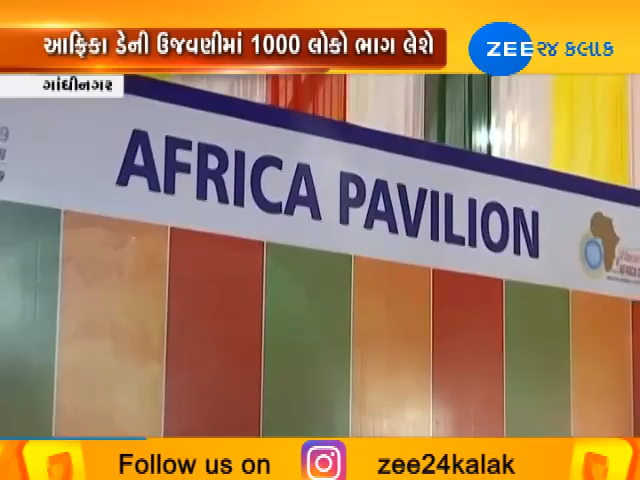 આફ્રિકા ડેની ઉજવણીમાં 1000 લોકો ભાગ લેશે
ZEE ૨૪ કલાક
ગાંધીનગર
AFRICA PAVILION
Follow us on zee24kalak